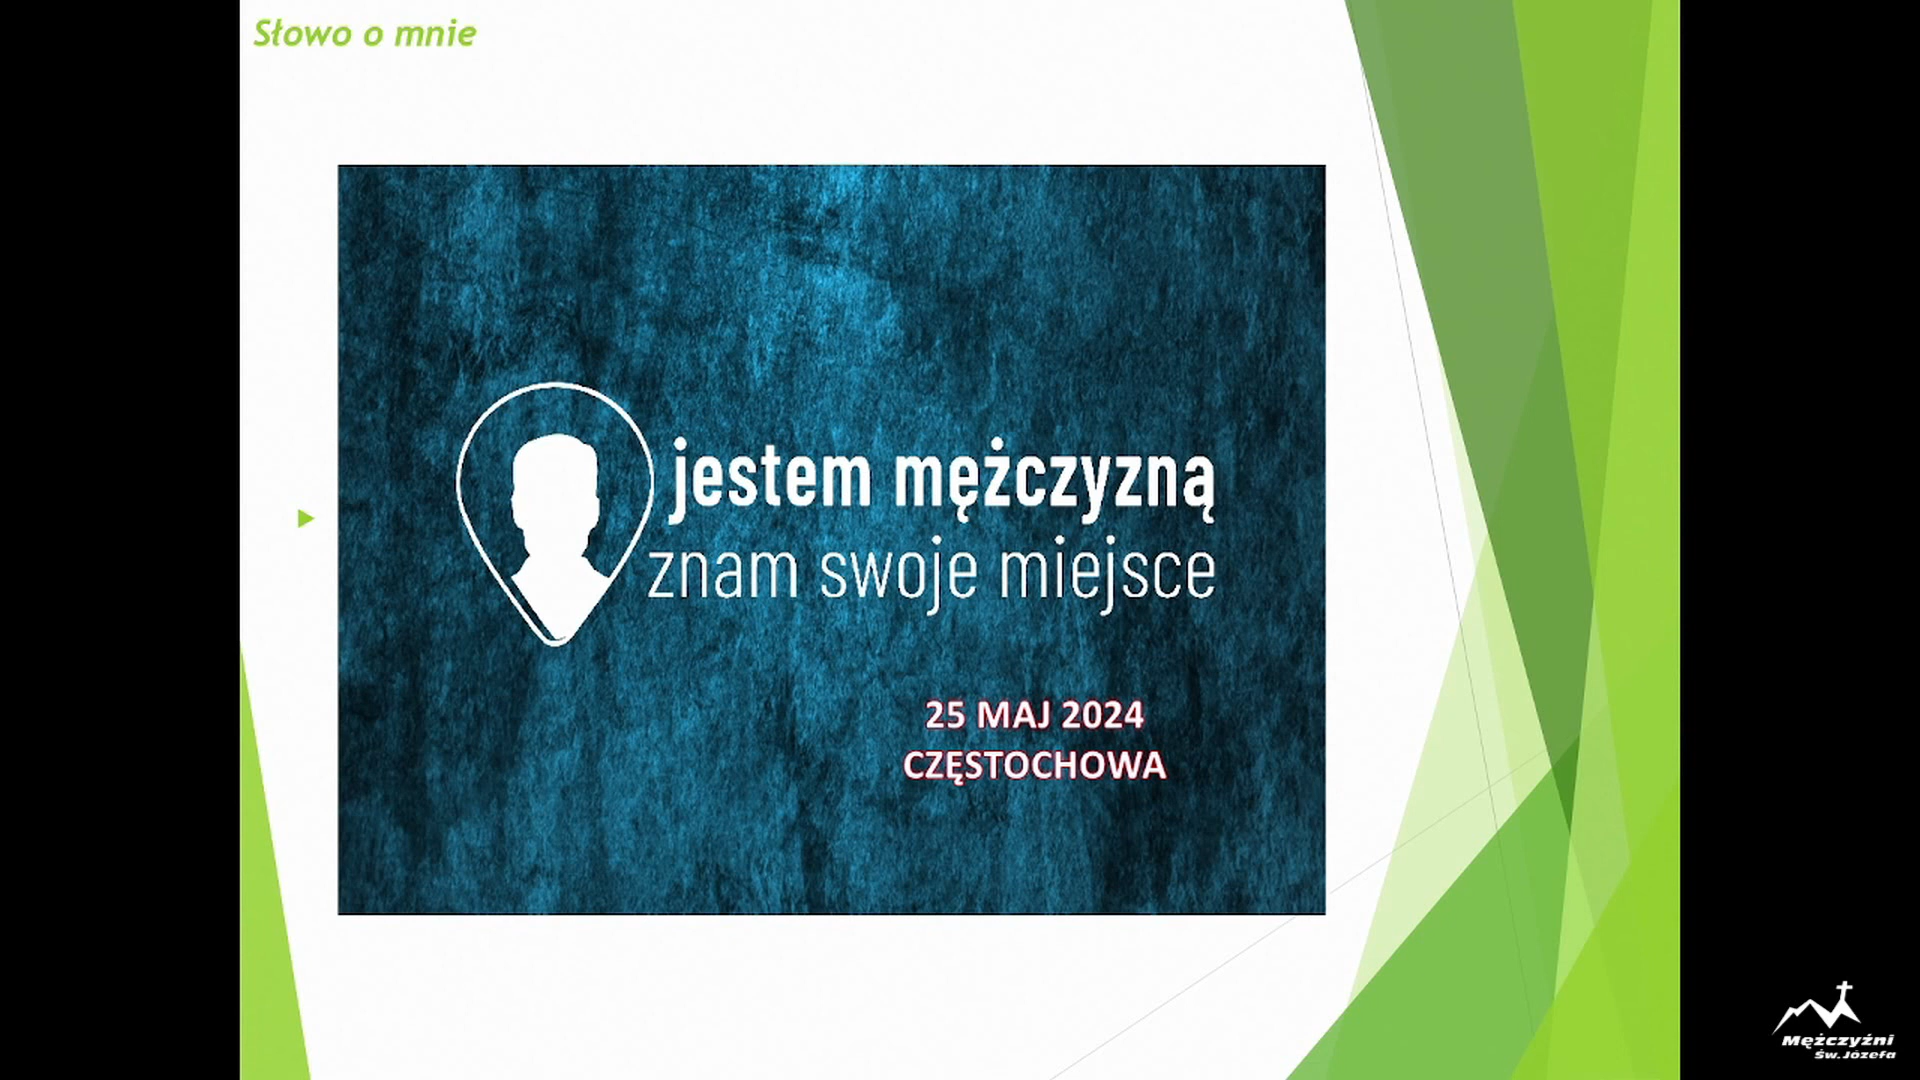 Słowo o mnie
jestem mężczyzną
znam swoje miejsce
25 MAJ 2024
CZĘSTOCHOWA
Mężczyźni
Św. Józefa